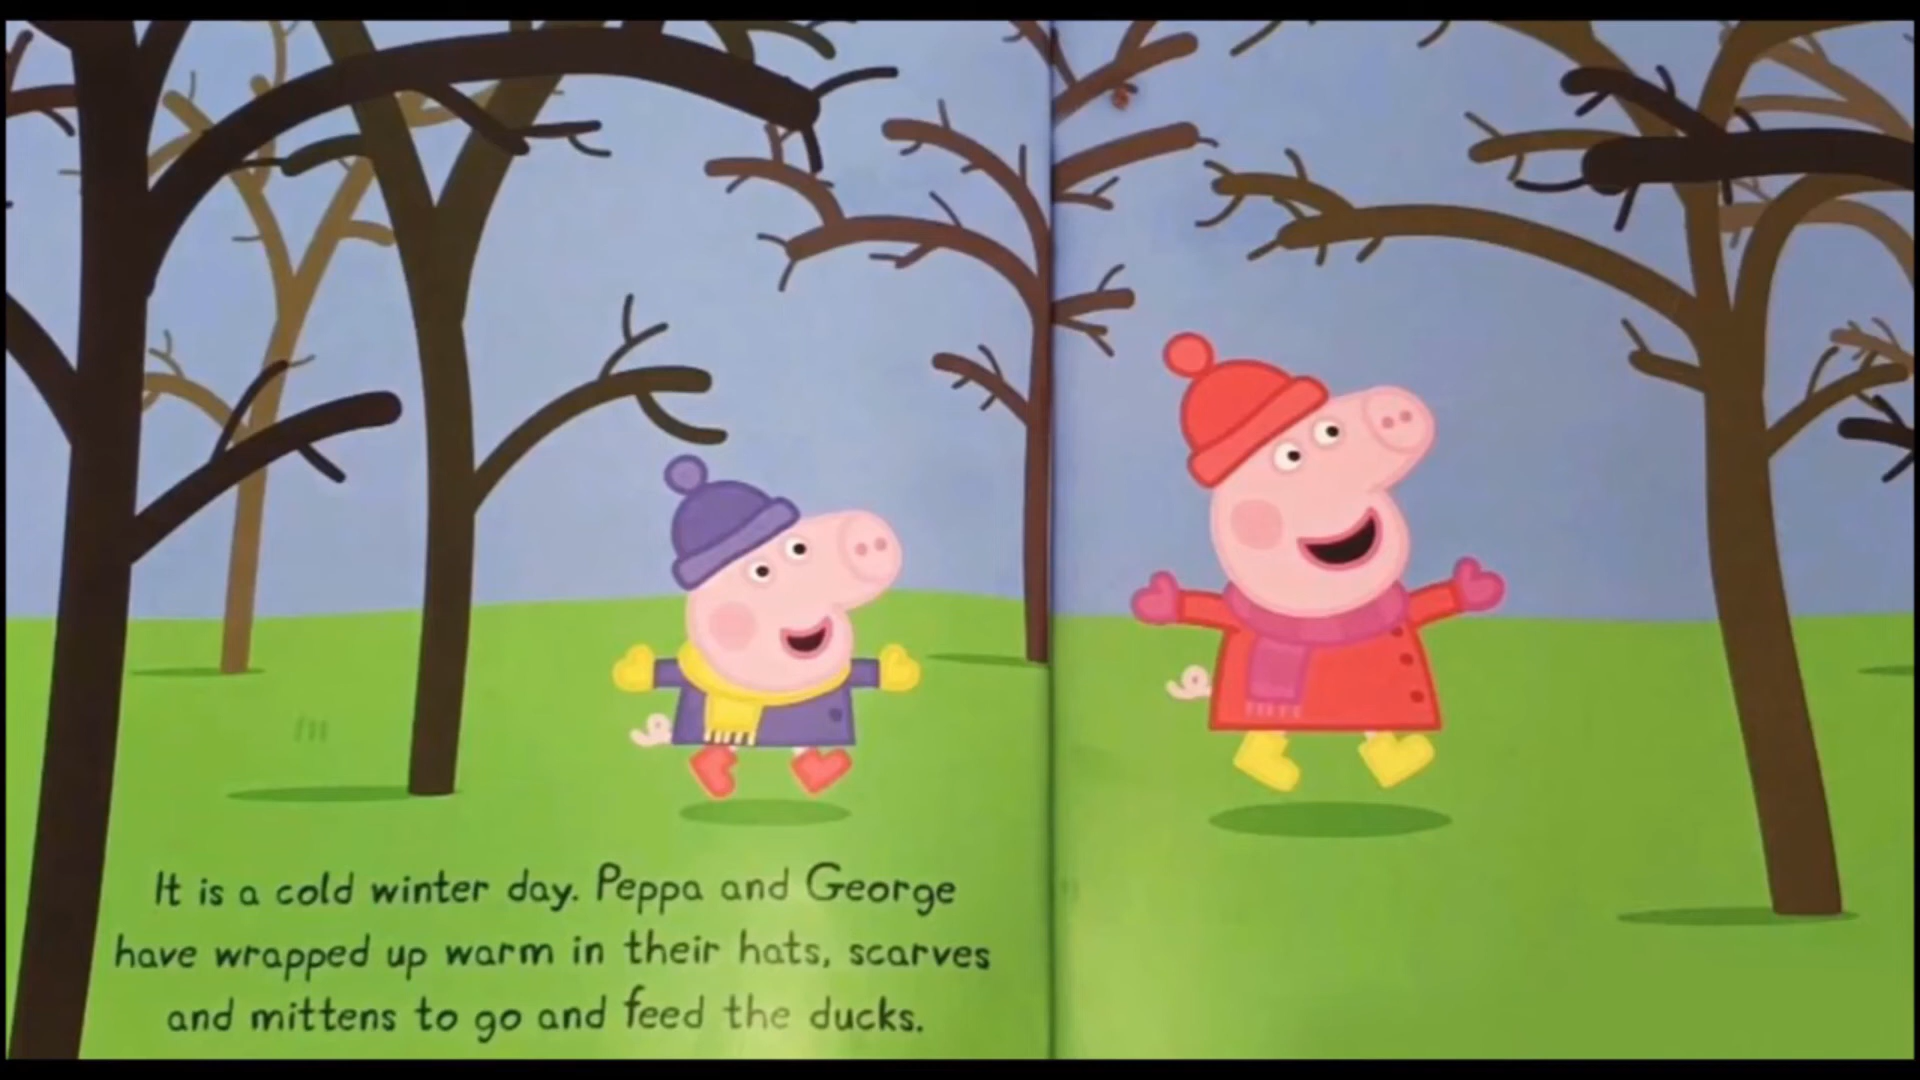 It is a cold winter day. Peppa and George
have wrapped up warm in their hats, scarves
and mittens to go and feed the ducks.